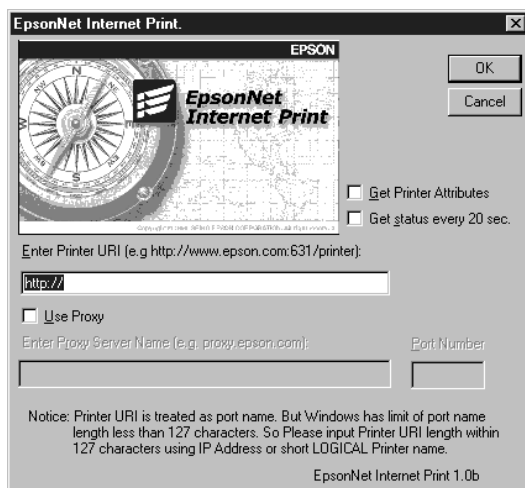 EpsonNet Internet Print.
EPSON
EpsonNet
Internet Print
N
S
W
OK
Cancel
Get Printer Attributes
Get status every 20 sec.
Enter Printer URI (e.g http://www.epson.com:631/printer):
http://
Use Proxy
Enter Proxy Server Name (e.g. proxy.epson.com):
Port Number
Notice: Printer URI is treated as port name. But Windows has limit of port name
length less than 127 characters. So Please input Printer URI length within
127 characters using IP Address or short LOGICAL Printer name.
EpsonNet Internet Print 1.0b